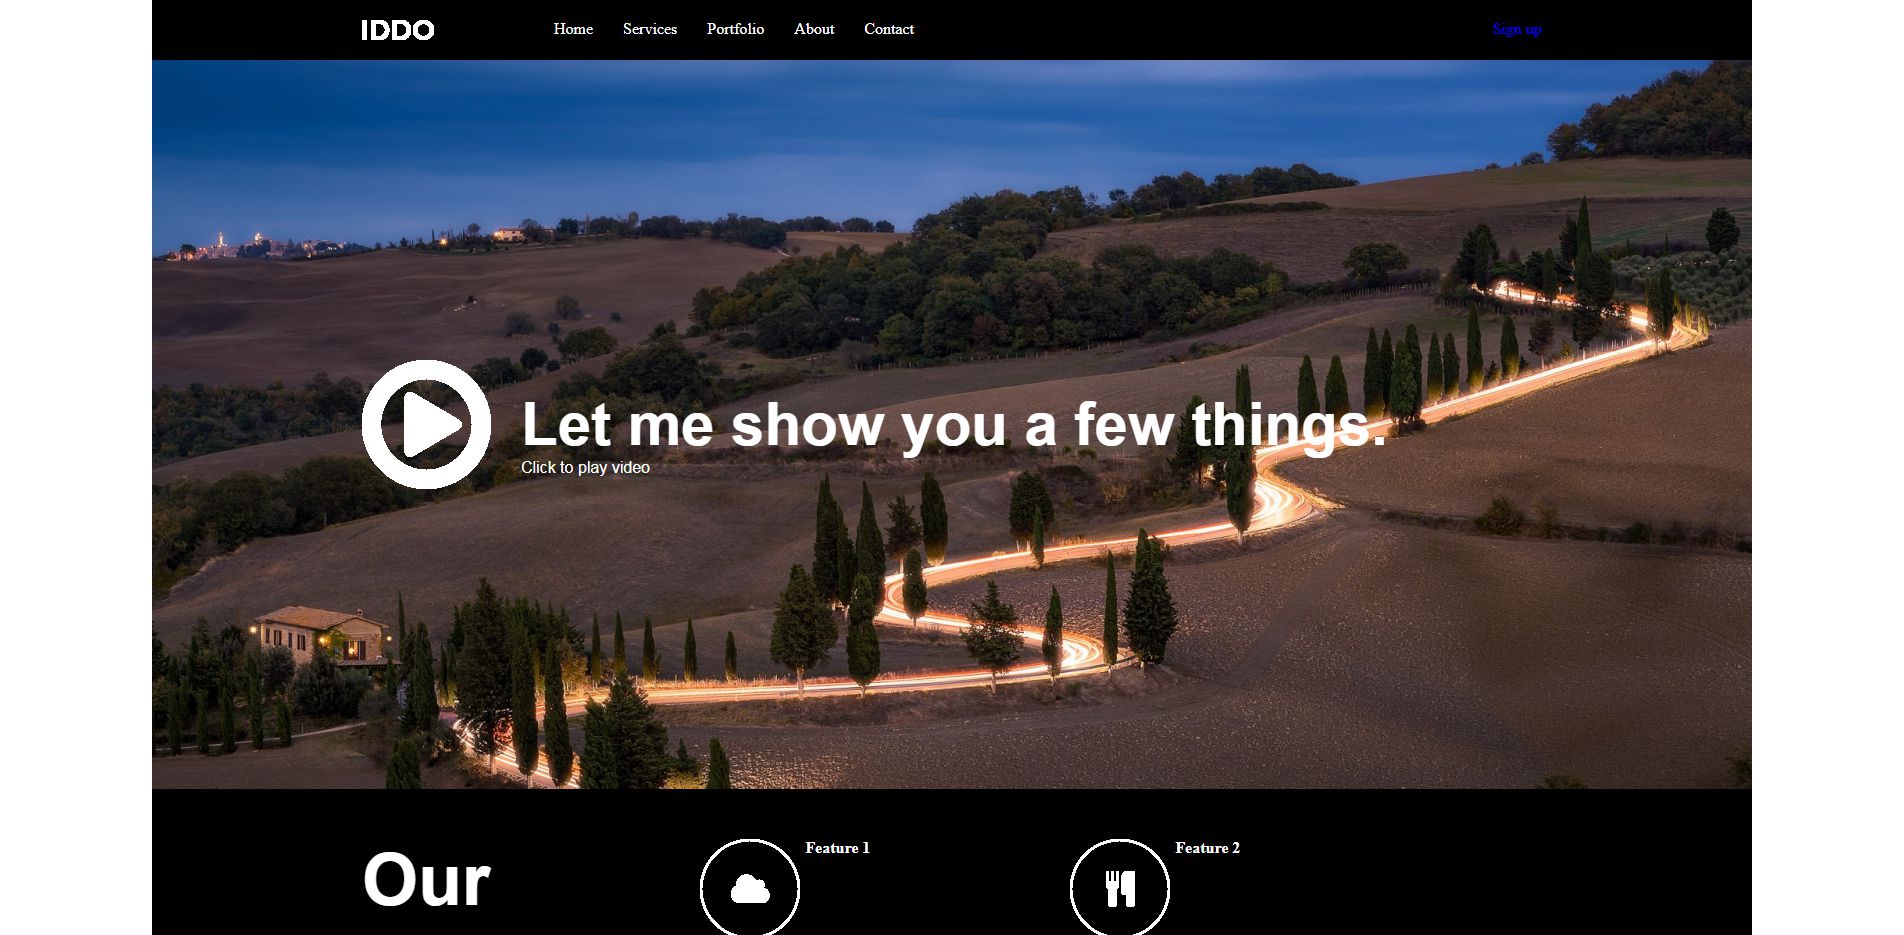 IDDO
Home Services Portfolio About Contact
Sign up
Let me show you a few things.
Click to play video
Our
Feature 1
Feature 2